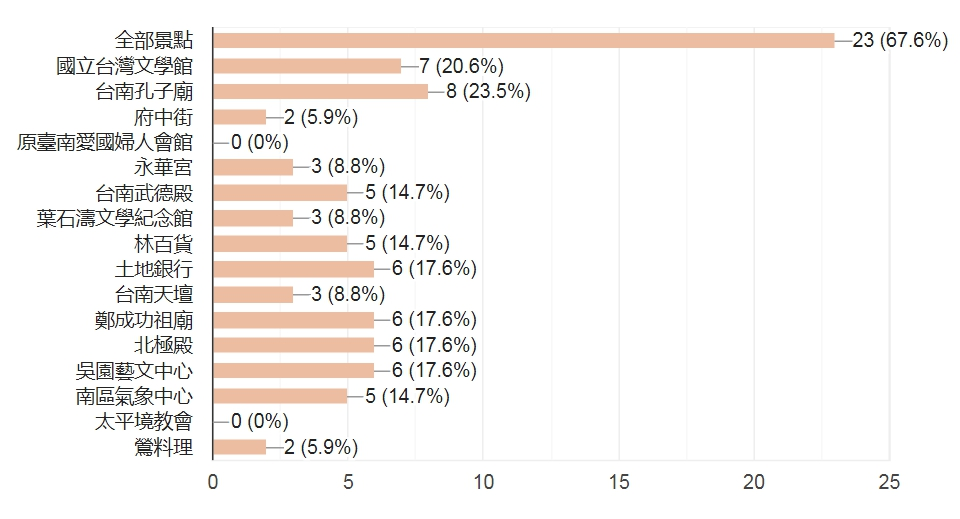 全部景點 23 (67.6%)
國立台灣文學館 7 (20.6%)
台南孔子廟 8 (23.5%)
府中街 2 (5.9%)
原臺南愛國婦人會館 0 (0%)
永華宮 3 (8.8%)
台南武德殿 5 (14.7%)
葉石濤文學紀念館 3 (8.8%)
林百貨 5 (14.7%)
土地銀行 6 (17.6%)
台南天壇 3 (8.8%)
鄭成功祖廟 6 (17.6%)
北極殿 6 (17.6%)
吳園藝文中心 6 (17.6%)
南區氣象中心 5 (14.7%)
太平境教會 0 (0%)
鶯料理 2 (5.9%)
0 5 10 15 20 25